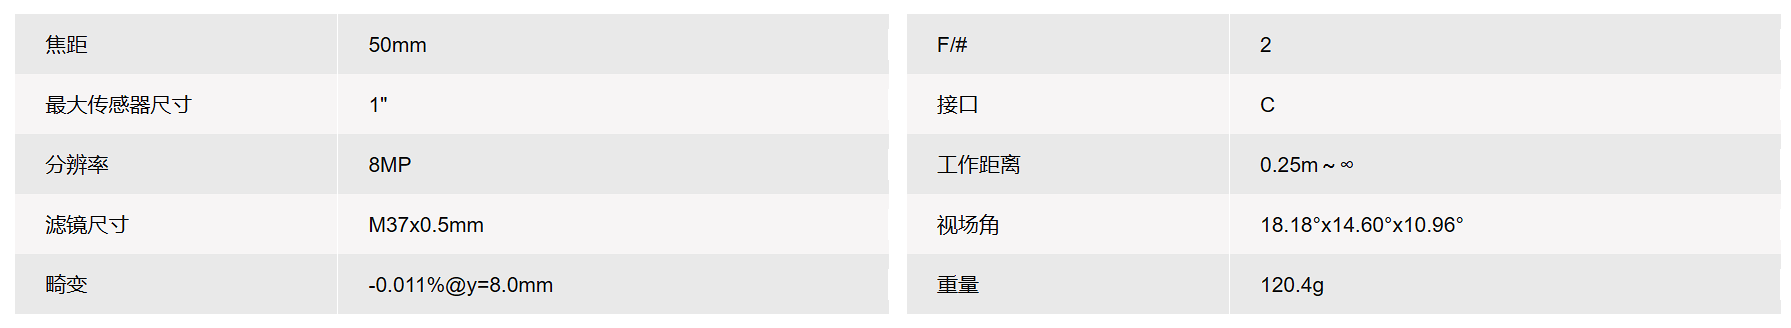 焦距 50mm F/# 2
最大传感器尺寸 1" 接口 C
分辨率 8MP 工作距离 0.25m ~ ∞
滤镜尺寸 M37x0.5mm 视场角 18.18°x14.60°x10.96°
畸变 -0.011%@y=8.0mm 重量 120.4g